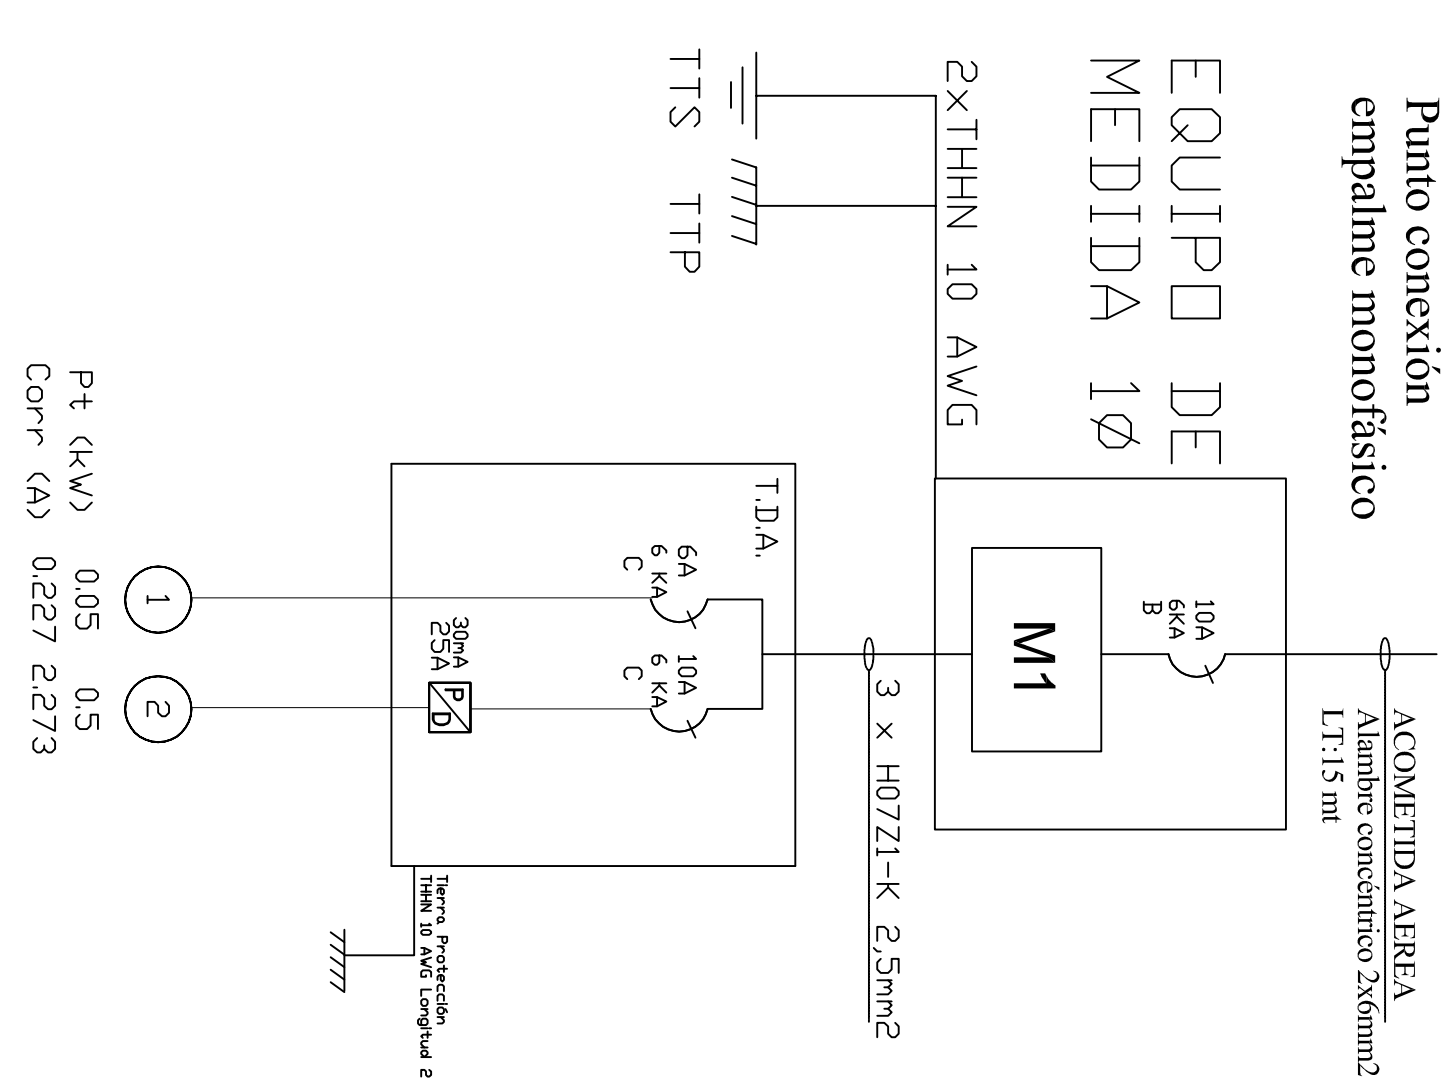 Punto conexión
empalme monofásico
ACOMETIDA AEREA
Alambre concéntrico 2x6mm2
LT:15 mt
EQUIPO DE
MEDIDA 1Ø
10A
6KA
B
M1
2xTHHN 10 AWG
TTS
TTP
3 x H07Z1-K 2,5mm2
T.D.A.
6A
6 KA
C
10A
6 KA
C
30mA
25A
P
D
Tierra Protección
THHN 10 AWG Longitud 2
1
2
Pt (kW) 0.05 0.5
Corr (A) 0.227 2.273